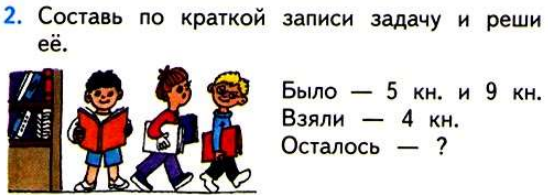 2. Составь по краткой записи задачу и реши
её.
Было — 5 кн. и 9 кн.
Взяли — 4 кн.
Осталось — ?